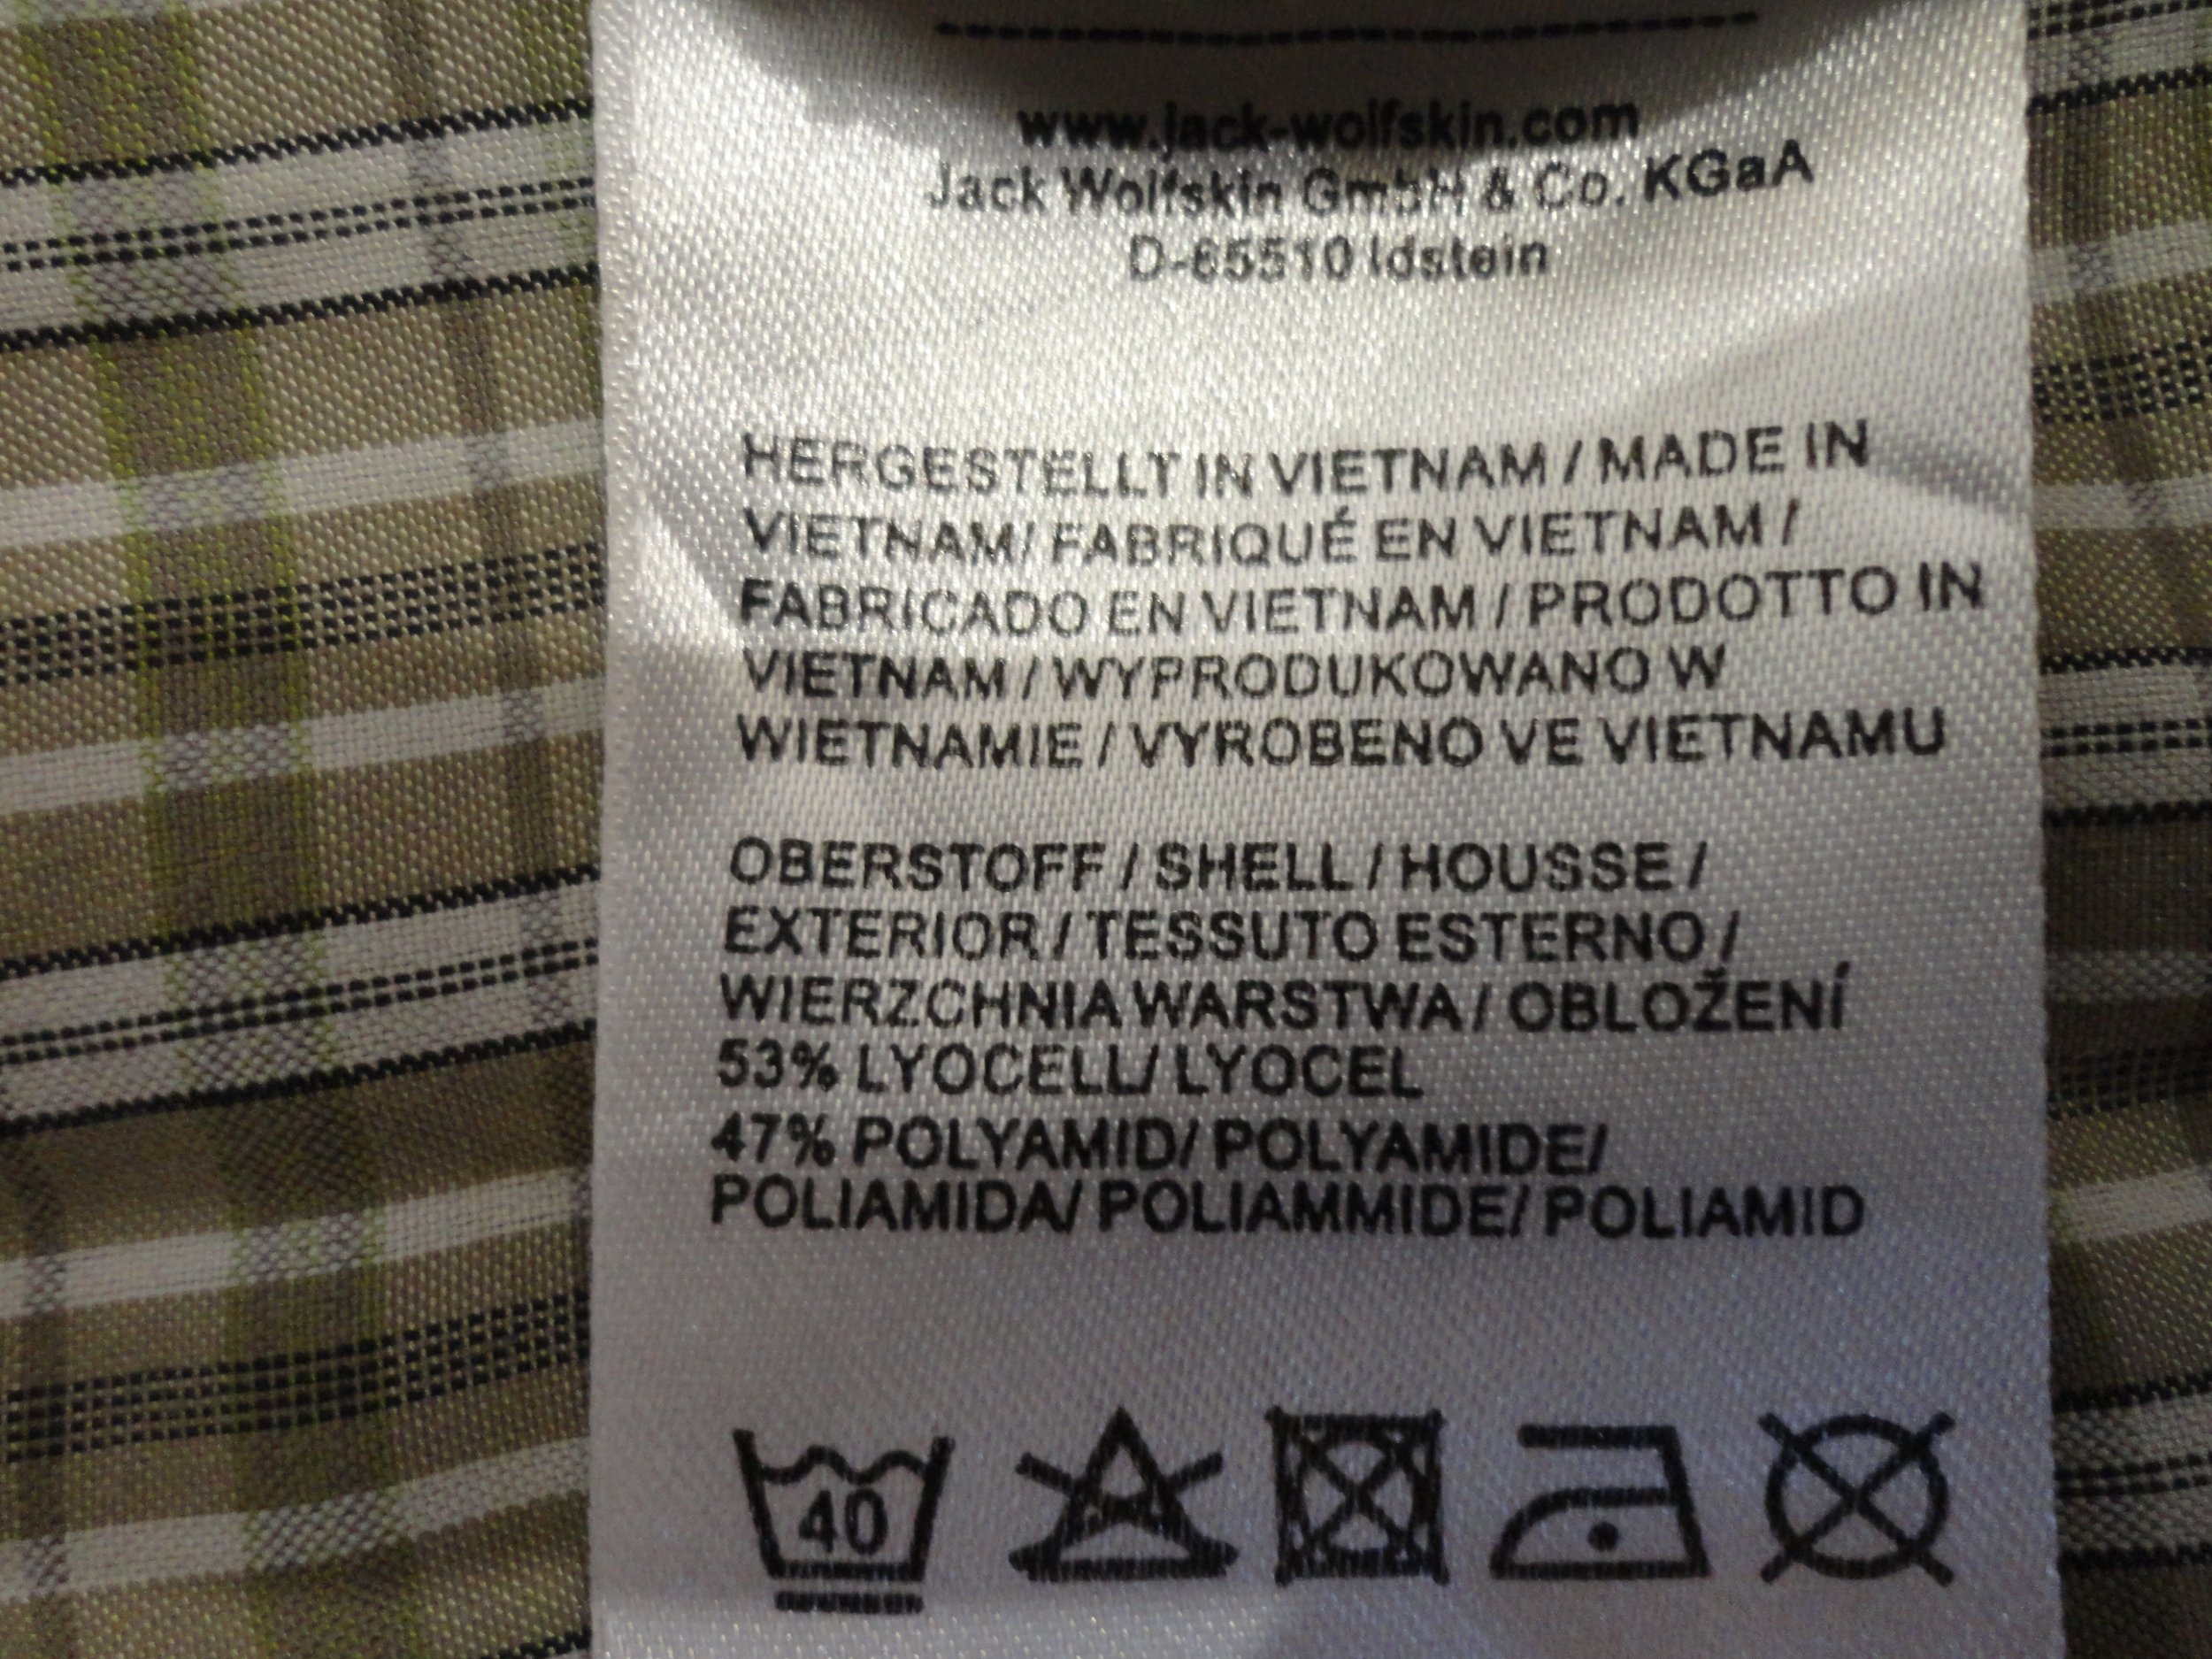 www.jack-wolfskin.com
Jack Wolfskin GmbH & Co. KGaA
D-65510 Idstein
HERGESTELLT IN VIETNAM / MADE IN
VIETNAM/ FABRIQUÉ EN VIETNAM /
FABRICADO EN VIETNAM / PRODOTTO IN
VIETNAM / WYPRODUKOWANO W
WIETNAMIE / VYROBENO VE VIETNAMU
OBERSTOFF / SHELL / HOUSSE /
EXTERIOR / TESSUTO ESTERNO /
WIERZCHNIA WARSTWA / OBLOŽENÍ
53% LYOCELL/ LYOCEL
47% POLYAMID/ POLYAMIDE/
POLIAMIDA/ POLIAMMIDE/ POLIAMID
40